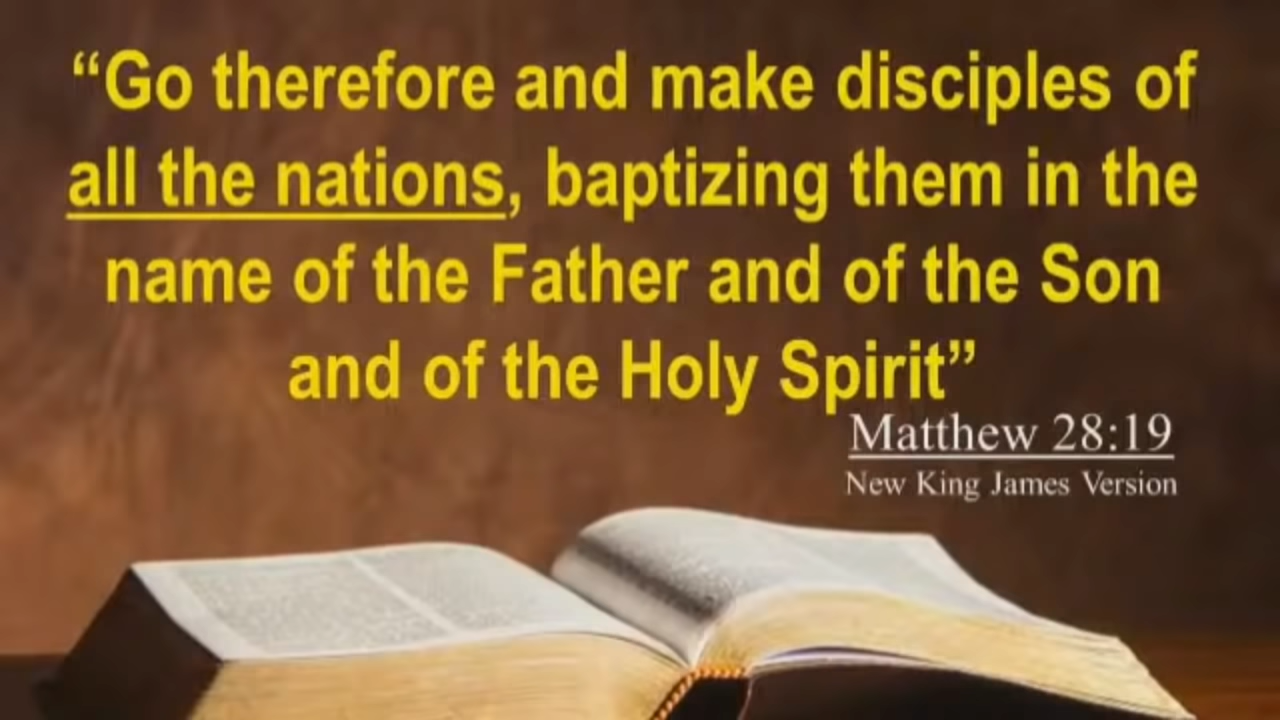 “Go therefore and make disciples of
all the nations, baptizing them in the
name of the Father and of the Son
and of the Holy Spirit”
Matthew 28:19
New King James Version